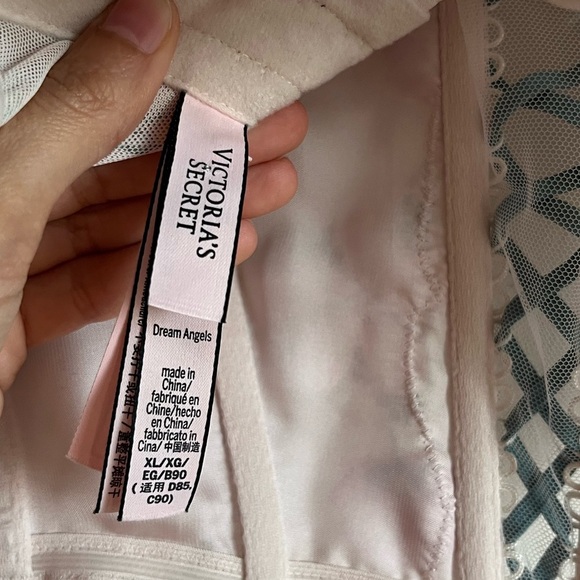 VICTORIA'S
SECRET
Dream Angels
made in
China/
fabriqué en
Chine/hecho
en China/
fabbricato in
Cina/ 中国制造
XL/XG/
EG/B90
(适用 D85,
C90)